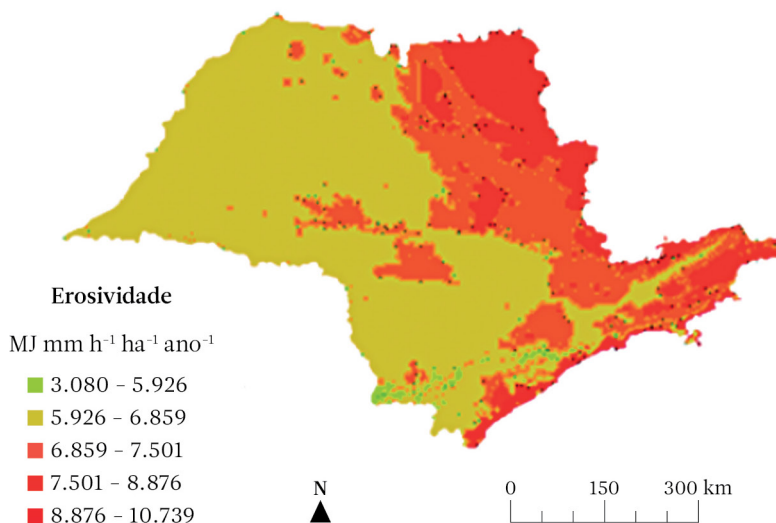 Erosividade
MJ mm h⁻¹ ha⁻¹ ano⁻¹
3.080 – 5.926
5.926 – 6.859
6.859 – 7.501
7.501 – 8.876
8.876 – 10.739
N
0 150 300 km